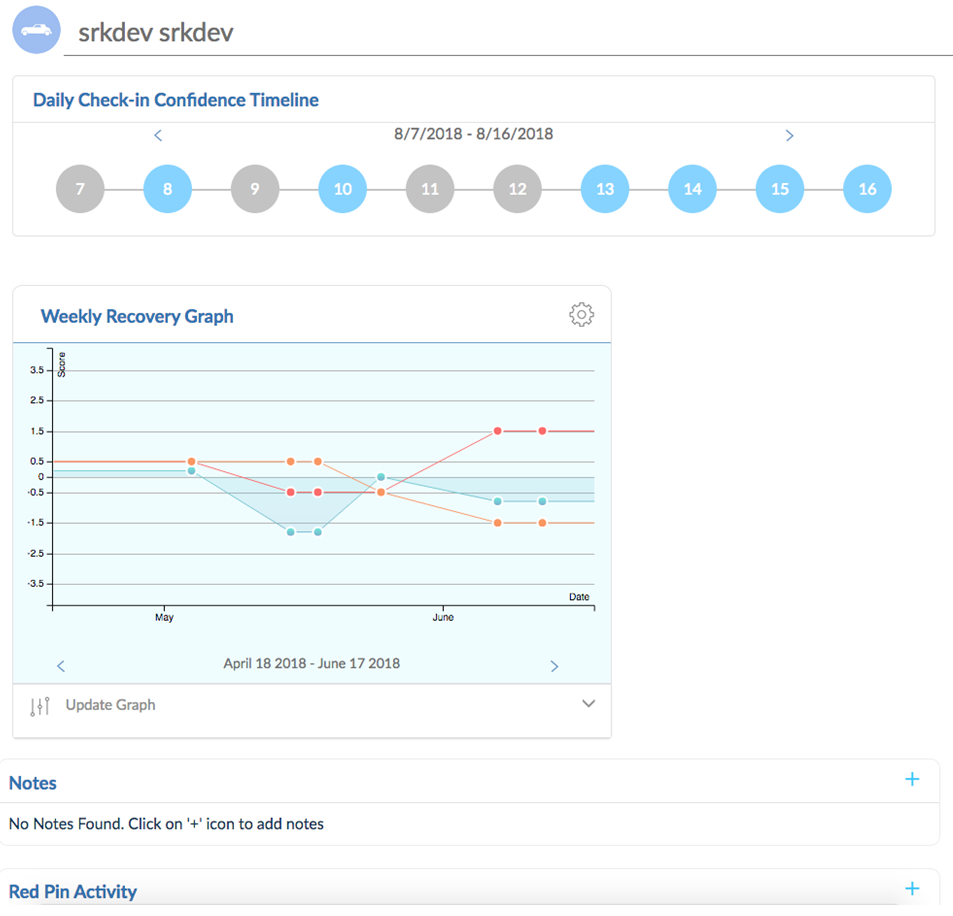 srkdev srkdev
Daily Check-in Confidence Timeline
8/7/2018 - 8/16/2018
7 8 9 10 11 12 13 14 15 16
Weekly Recovery Graph
Score
3.5
2.5
1.5
0.5
0
-0.5
-1.5
-2.5
-3.5
Date
May June
April 18 2018 - June 17 2018
Update Graph
Notes
No Notes Found. Click on '+' icon to add notes
Red Pin Activity